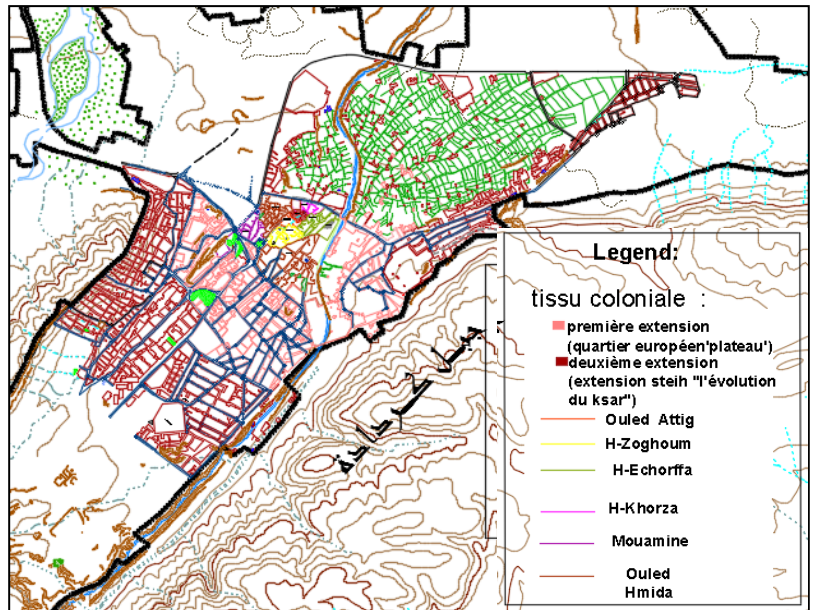 Legend:
tissu coloniale :
première extension
(quartier européen'plateau')
deuxième extension
(extension steih "l'évolution
du ksar")
Ouled Attig
H-Zoghoum
H-Echorffa
H-Khorza
Mouamine
Ouled
Hmida